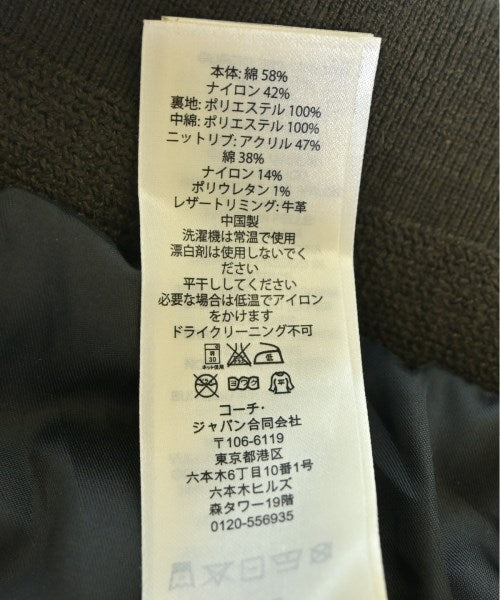 本体: 綿 58%
ナイロン 42%
裏地: ポリエステル 100%
中綿: ポリエステル 100%
ニットリブ: アクリル 47%
綿 38%
ナイロン 14%
ポリウレタン 1%
レザートリミング: 牛革
中国製
洗濯機は常温で使用
漂白剤は使用しないでく
ださい
平干ししてください
必要な場合は低温でアイロン
をかけます
ドライクリーニング不可
ネット使用
コーチ・
ジャパン合同会社
〒106-6119
東京都港区
六本木6丁目10番1号
六本木ヒルズ
森タワー19階
0120-556935